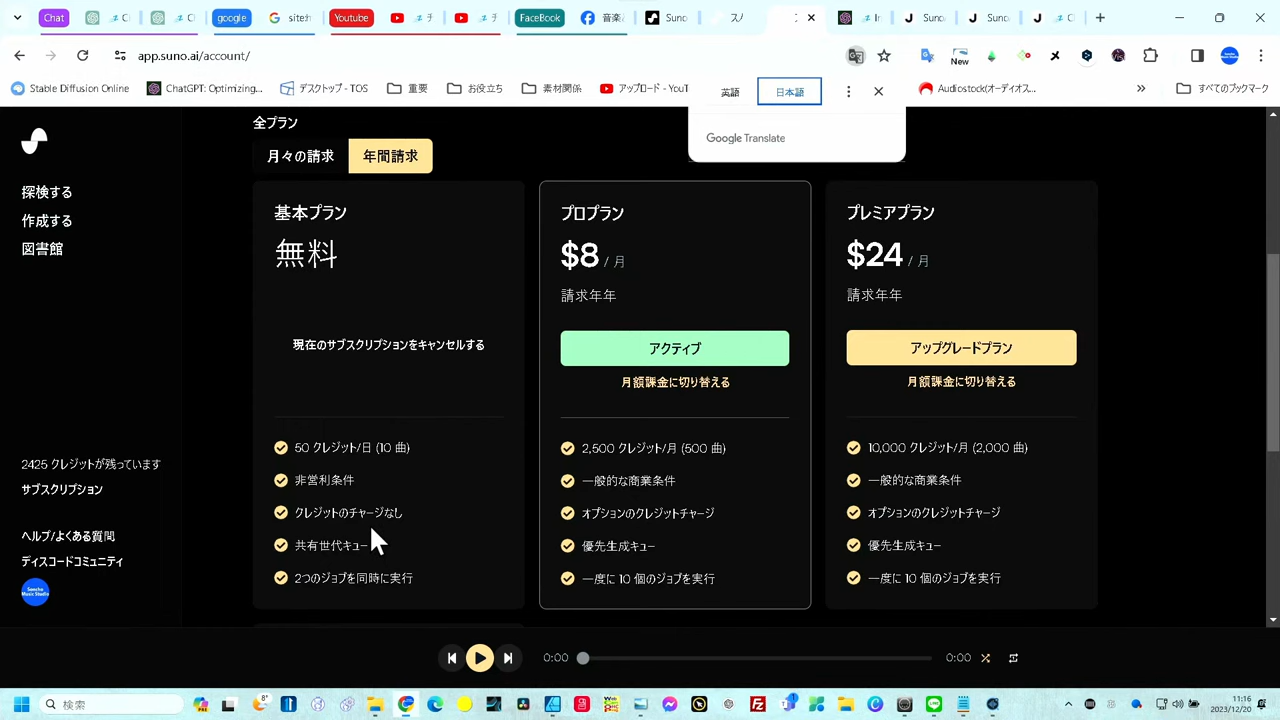 Chat
google
site:
Youtube
FaceBook
音楽
Suno
スノ
Sunc
Sunc
app.suno.ai/account/
New
Stable Diffusion Online
ChatGPT: Optimizing...
デスクトップ - TOS
重要
お役立ち
素材関係
アップロード - YouT
英語
日本語
Audiostock(オーディオス...
»
すべてのブックマーク
Google Translate
全プラン
月々の請求
年間請求
探検する
作成する
図書館
基本プラン
無料
現在のサブスクリプションをキャンセルする
50 クレジット/日 (10 曲)
非営利条件
クレジットのチャージなし
共有世代キュー
2つのジョブを同時に実行
プロプラン
$8 / 月
請求年年
アクティブ
月額課金に切り替える
2,500 クレジット/月 (500 曲)
一般的な商業条件
オプションのクレジットチャージ
優先生成キュー
一度に 10 個のジョブを実行
プレミアプラン
$24 / 月
請求年年
アップグレードプラン
月額課金に切り替える
10,000 クレジット/月 (2,000 曲)
一般的な商業条件
オプションのクレジットチャージ
優先生成キュー
一度に 10 個のジョブを実行
2425 クレジットが残っています
サブスクリプション
ヘルプ/よくある質問
ディスコードコミュニティ
Sancho
Music Studio
0:00
0:00
検索
8°
11:16
2023/12/20